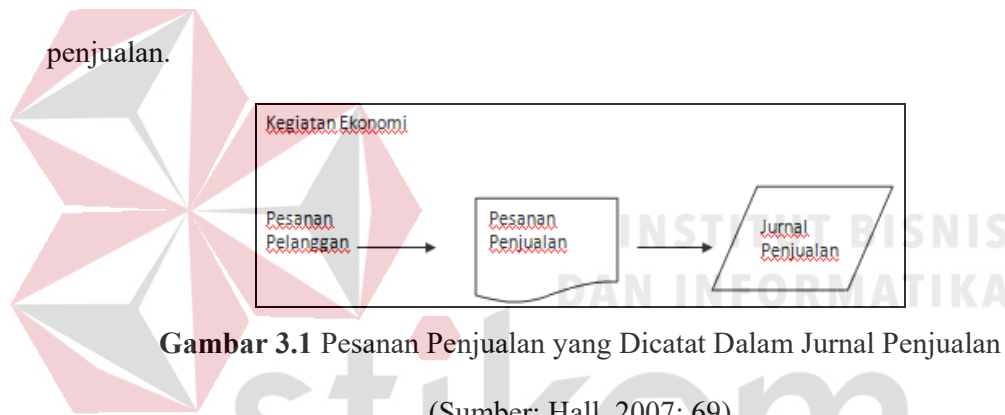 penjualan.
Kegiatan Ekonomi
Pesanan
Pelanggan
Pesanan
Penjualan
Jurnal
Penjualan
INSTITUT BISNIS
DAN INFORMATIKA
Gambar 3.1 Pesanan Penjualan yang Dicatat Dalam Jurnal Penjualan
stikom
(Sumber: Hall, 2007: 69)